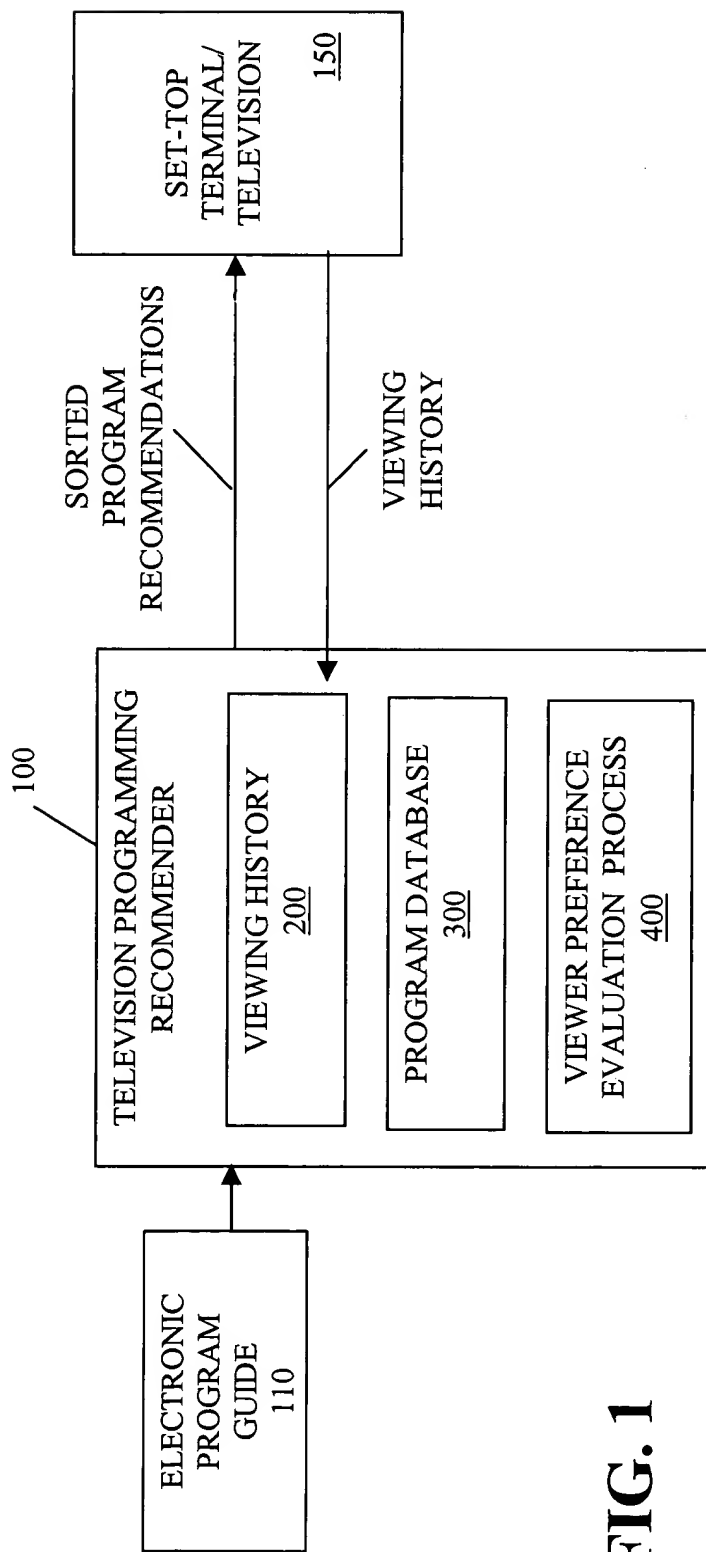 100
TELEVISION PROGRAMMING
RECOMMENDER
VIEWING HISTORY
200
PROGRAM DATABASE
300
VIEWER PREFERENCE
EVALUATION PROCESS
400
ELECTRONIC
PROGRAM
GUIDE
110
SORTED
PROGRAM
RECOMMENDATIONS
VIEWING
HISTORY
SET-TOP
TERMINAL/
TELEVISION
150
FIG. 1